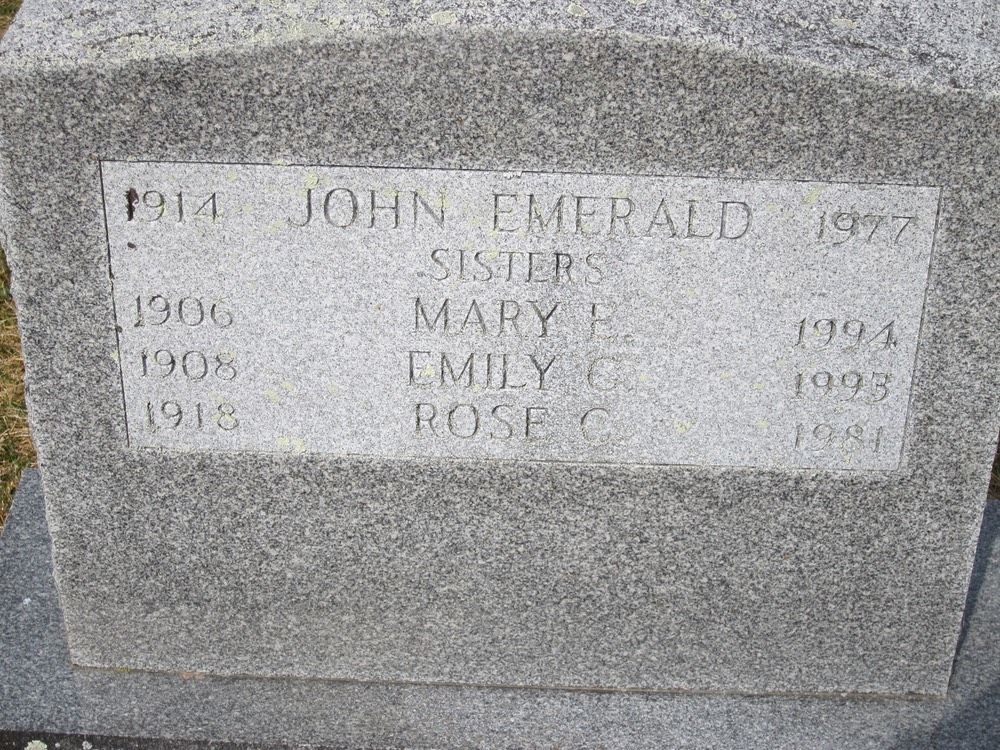 1914 JOHN EMERALD 1977
SISTERS
1906 MARY E. 1994
1908 EMILY C. 1993
1918 ROSE C. 1981